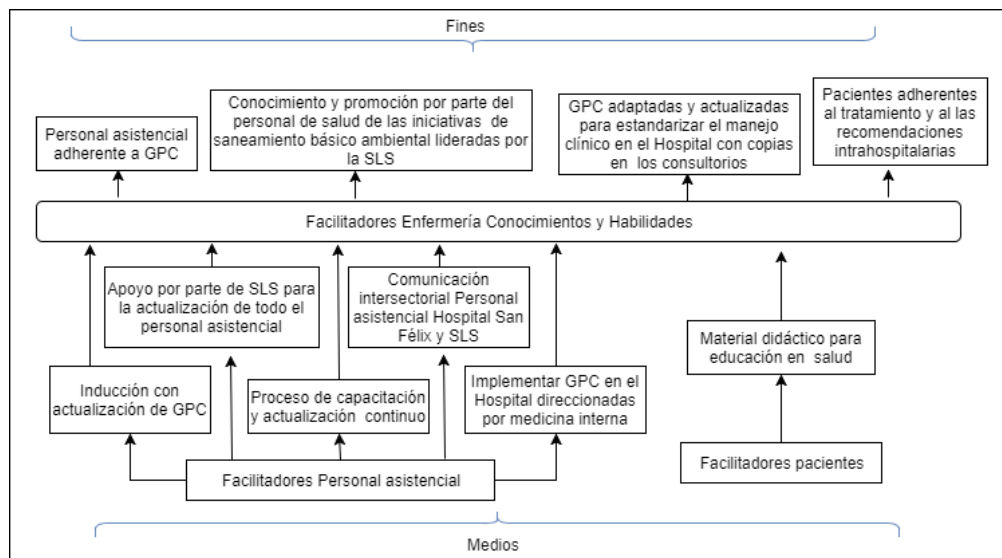 Fines
Personal asistencial
adherente a GPC
Conocimiento y promoción por parte del
personal de salud de las iniciativas de
saneamiento básico ambiental lideradas por
la SLS
GPC adaptadas y actualizadas
para estandarizar el manejo
clínico en el Hospital con copias
en los consultorios
Pacientes adherentes
al tratamiento y al las
recomendaciones
intrahospitalarias
Facilitadores Enfermería Conocimientos y Habilidades
Apoyo por parte de SLS para
la actualización de todo el
personal asistencial
Comunicación
intersectorial Personal
asistencial Hospital San
Félix y SLS
Material didáctico para
educación en salud
Inducción con
actualización de GPC
Proceso de capacitación
y actualización continuo
Implementar GPC en el
Hospital direccionadas
por medicina interna
Facilitadores Personal asistencial
Facilitadores pacientes
Medios